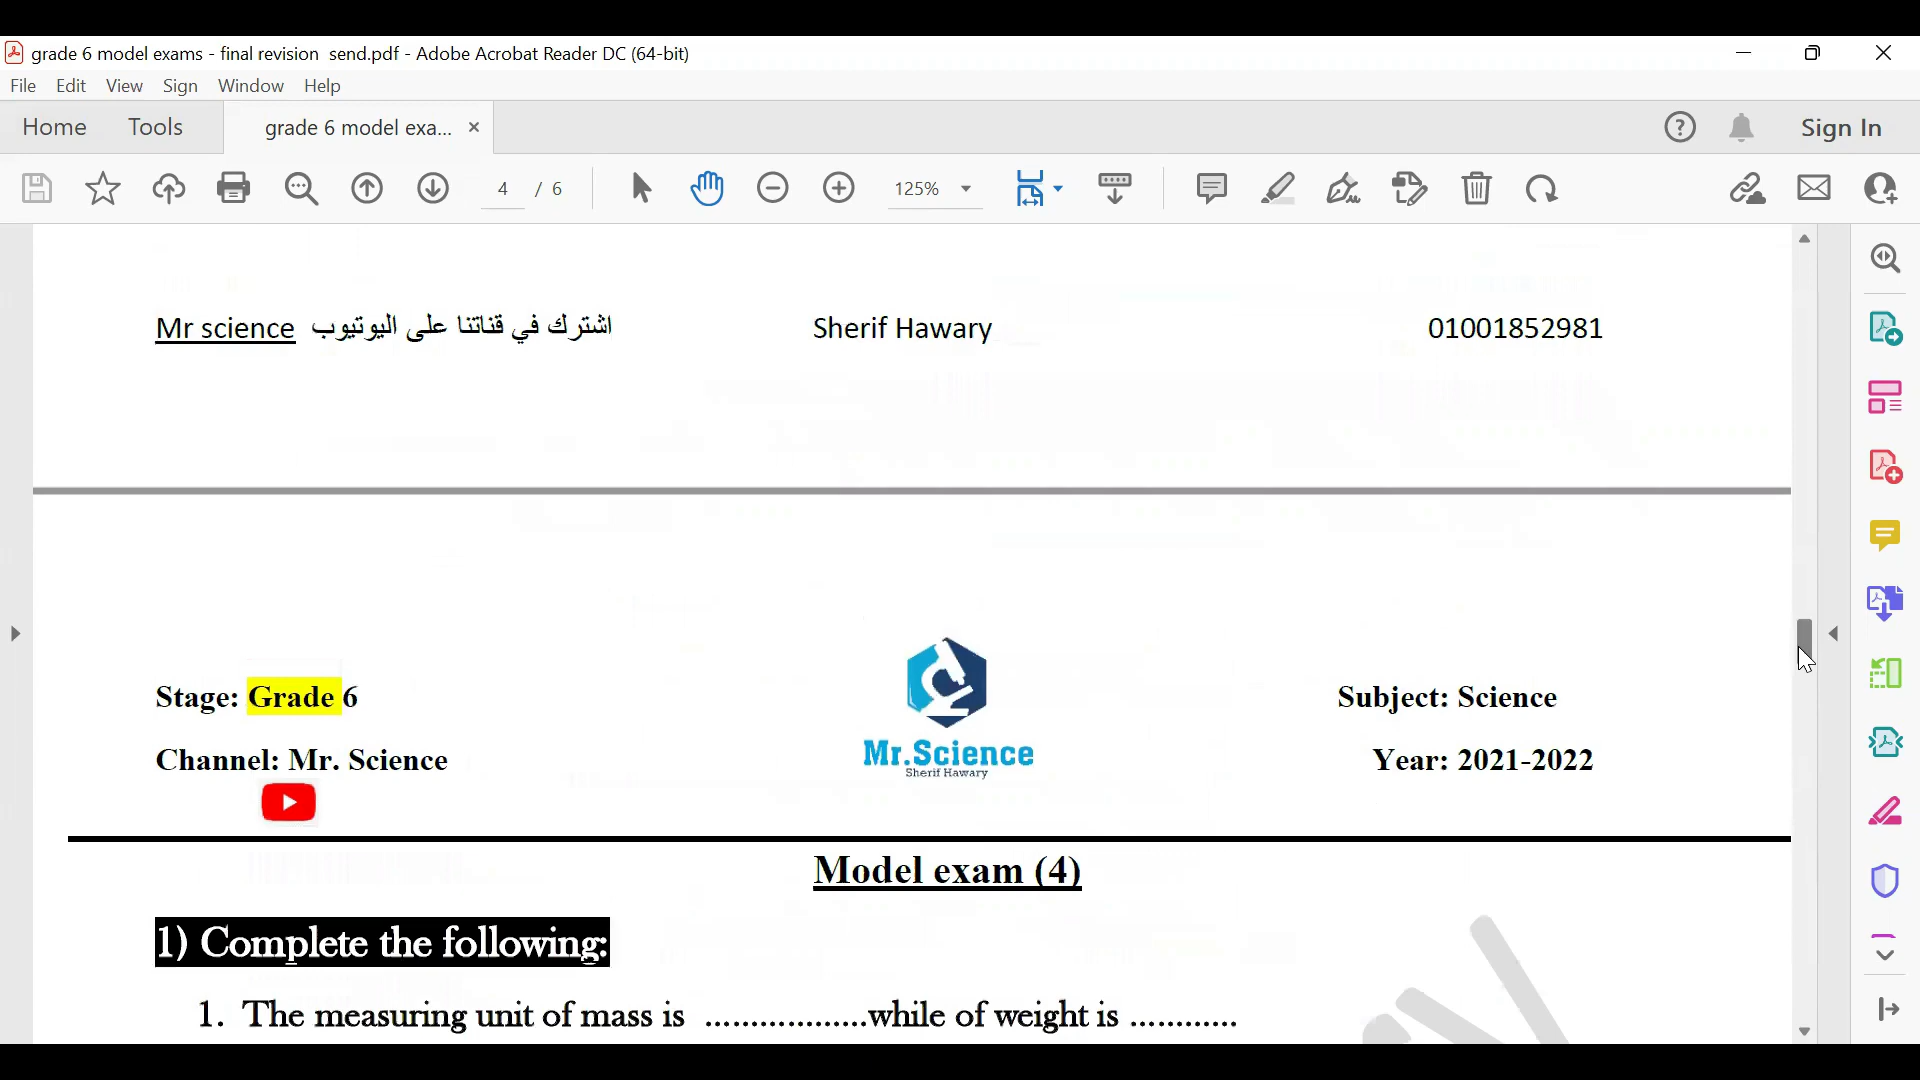 grade 6 model exams - final revision  send.pdf - Adobe Acrobat Reader DC (64-bit)
File Edit View Sign Window Help
Home Tools grade 6 model exa... Sign In
4 / 6 125%
Mr science اشترك في قناتنا على اليوتيوب Sherif Hawary 01001852981
Stage: Grade 6 Subject: Science
Channel: Mr. Science Year: 2021-2022
Mr.Science
Sherif Hawary
Model exam (4)
1) Complete the following:
1. The measuring unit of mass is ..................while of weight is ............